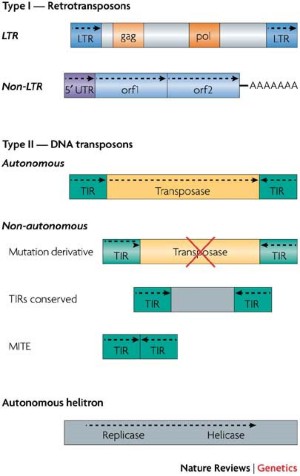 Type I — Retrotransposons
LTR
LTR gag pol LTR
Non-LTR
5′ UTR orf1 orf2 AAAAAAA
Type II — DNA transposons
Autonomous
TIR Transposase TIR
Non-autonomous
Mutation derivative TIR Transposase TIR
TIRs conserved TIR TIR
MITE TIR TIR
Autonomous helitron
Replicase Helicase
Nature Reviews | Genetics